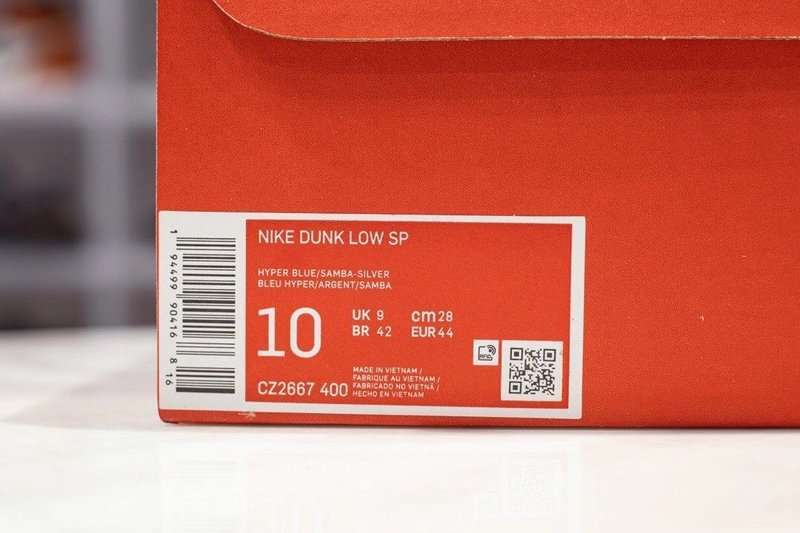 NIKE DUNK LOW SP
HYPER BLUE/SAMBA-SILVER
BLEU HYPER/ARGENT/SAMBA
10
UK 9 cm 28
BR 42 EUR 44
MADE IN VIETNAM /
FABRIQUE AU VIETNAM /
FABRICADO NO VIETNÃ /
HECHO EN VIETNAM
CZ2667 400
1 94499 90416 8 16